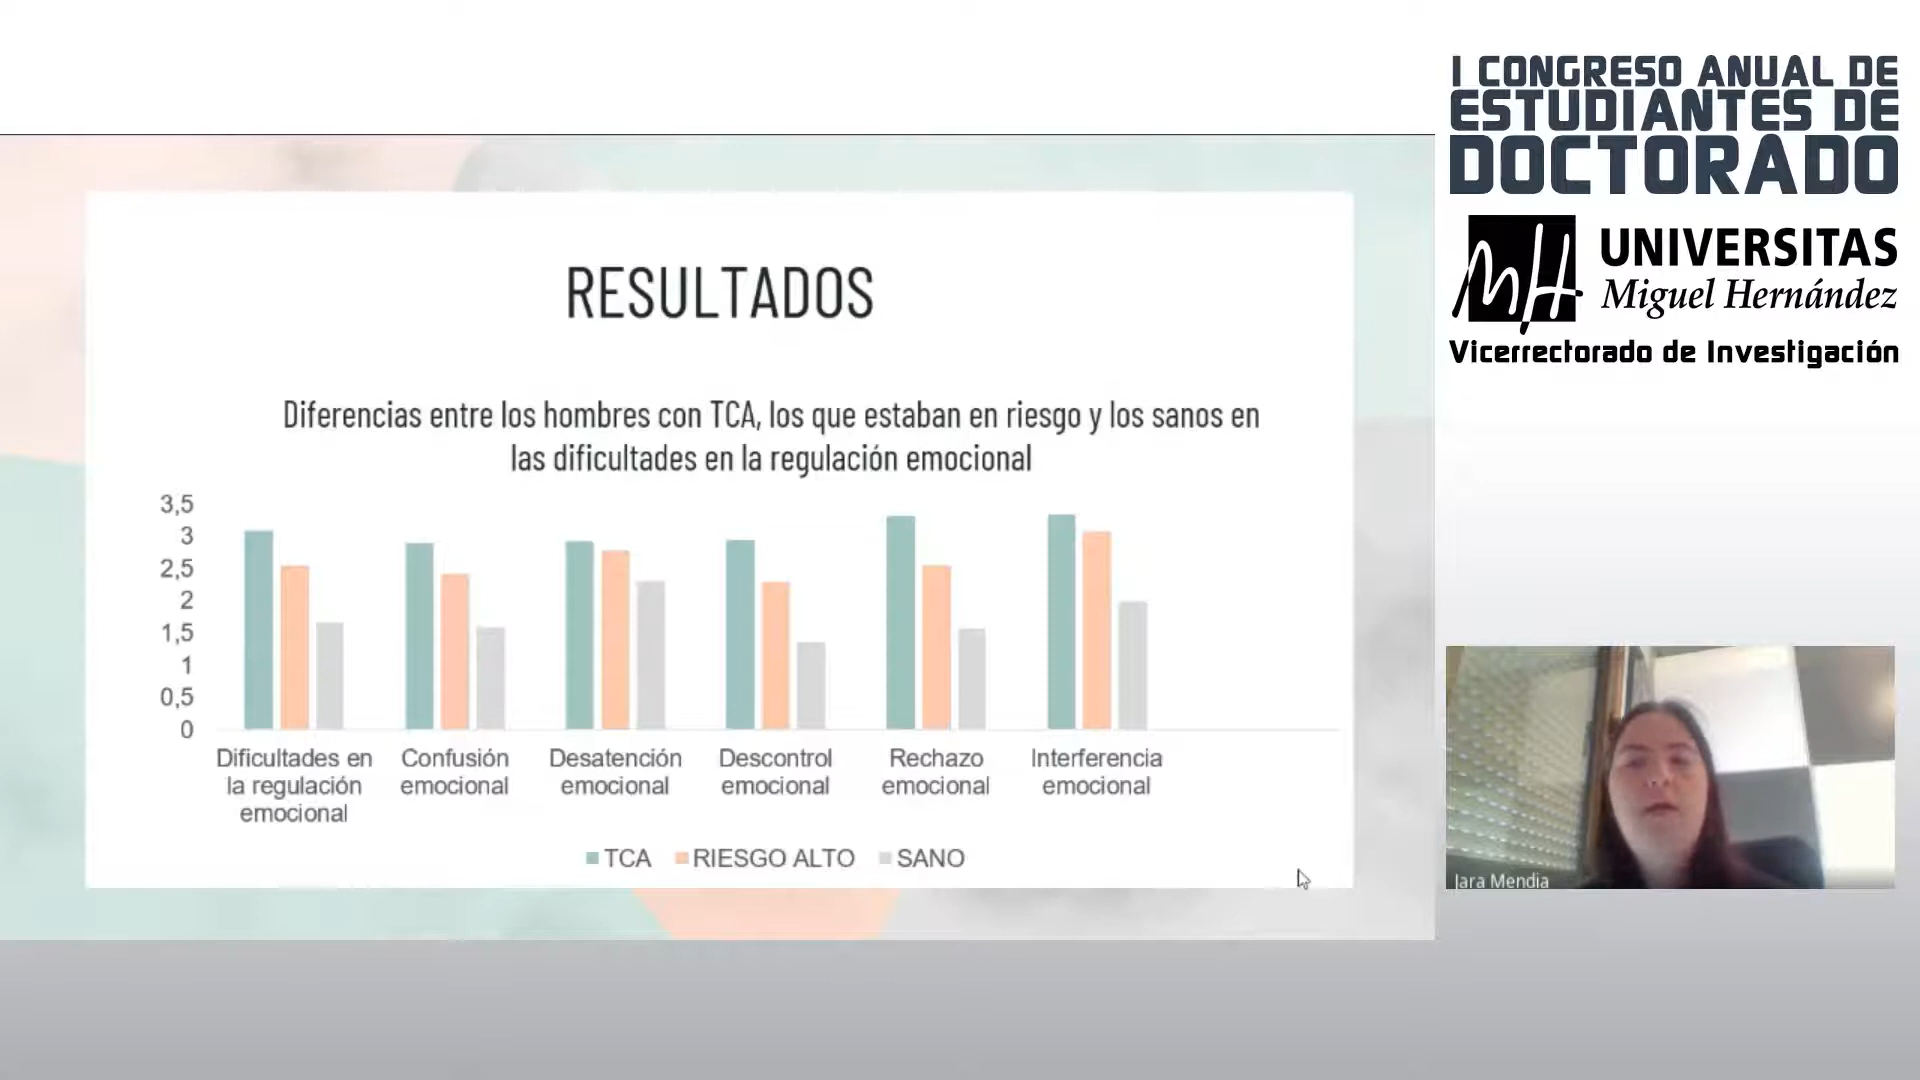 I CONGRESO ANUAL DE
ESTUDIANTES DE
DOCTORADO
UNIVERSITAS
Miguel Hernández
Vicerrectorado de Investigación
RESULTADOS
Diferencias entre los hombres con TCA, los que estaban en riesgo y los sanos en
las dificultades en la regulación emocional
3,5
3
2,5
2
1,5
1
0,5
0
Dificultades en
la regulación
emocional
Confusión
emocional
Desatención
emocional
Descontrol
emocional
Rechazo
emocional
Interferencia
emocional
TCA
RIESGO ALTO
SANO
Jara Mendia